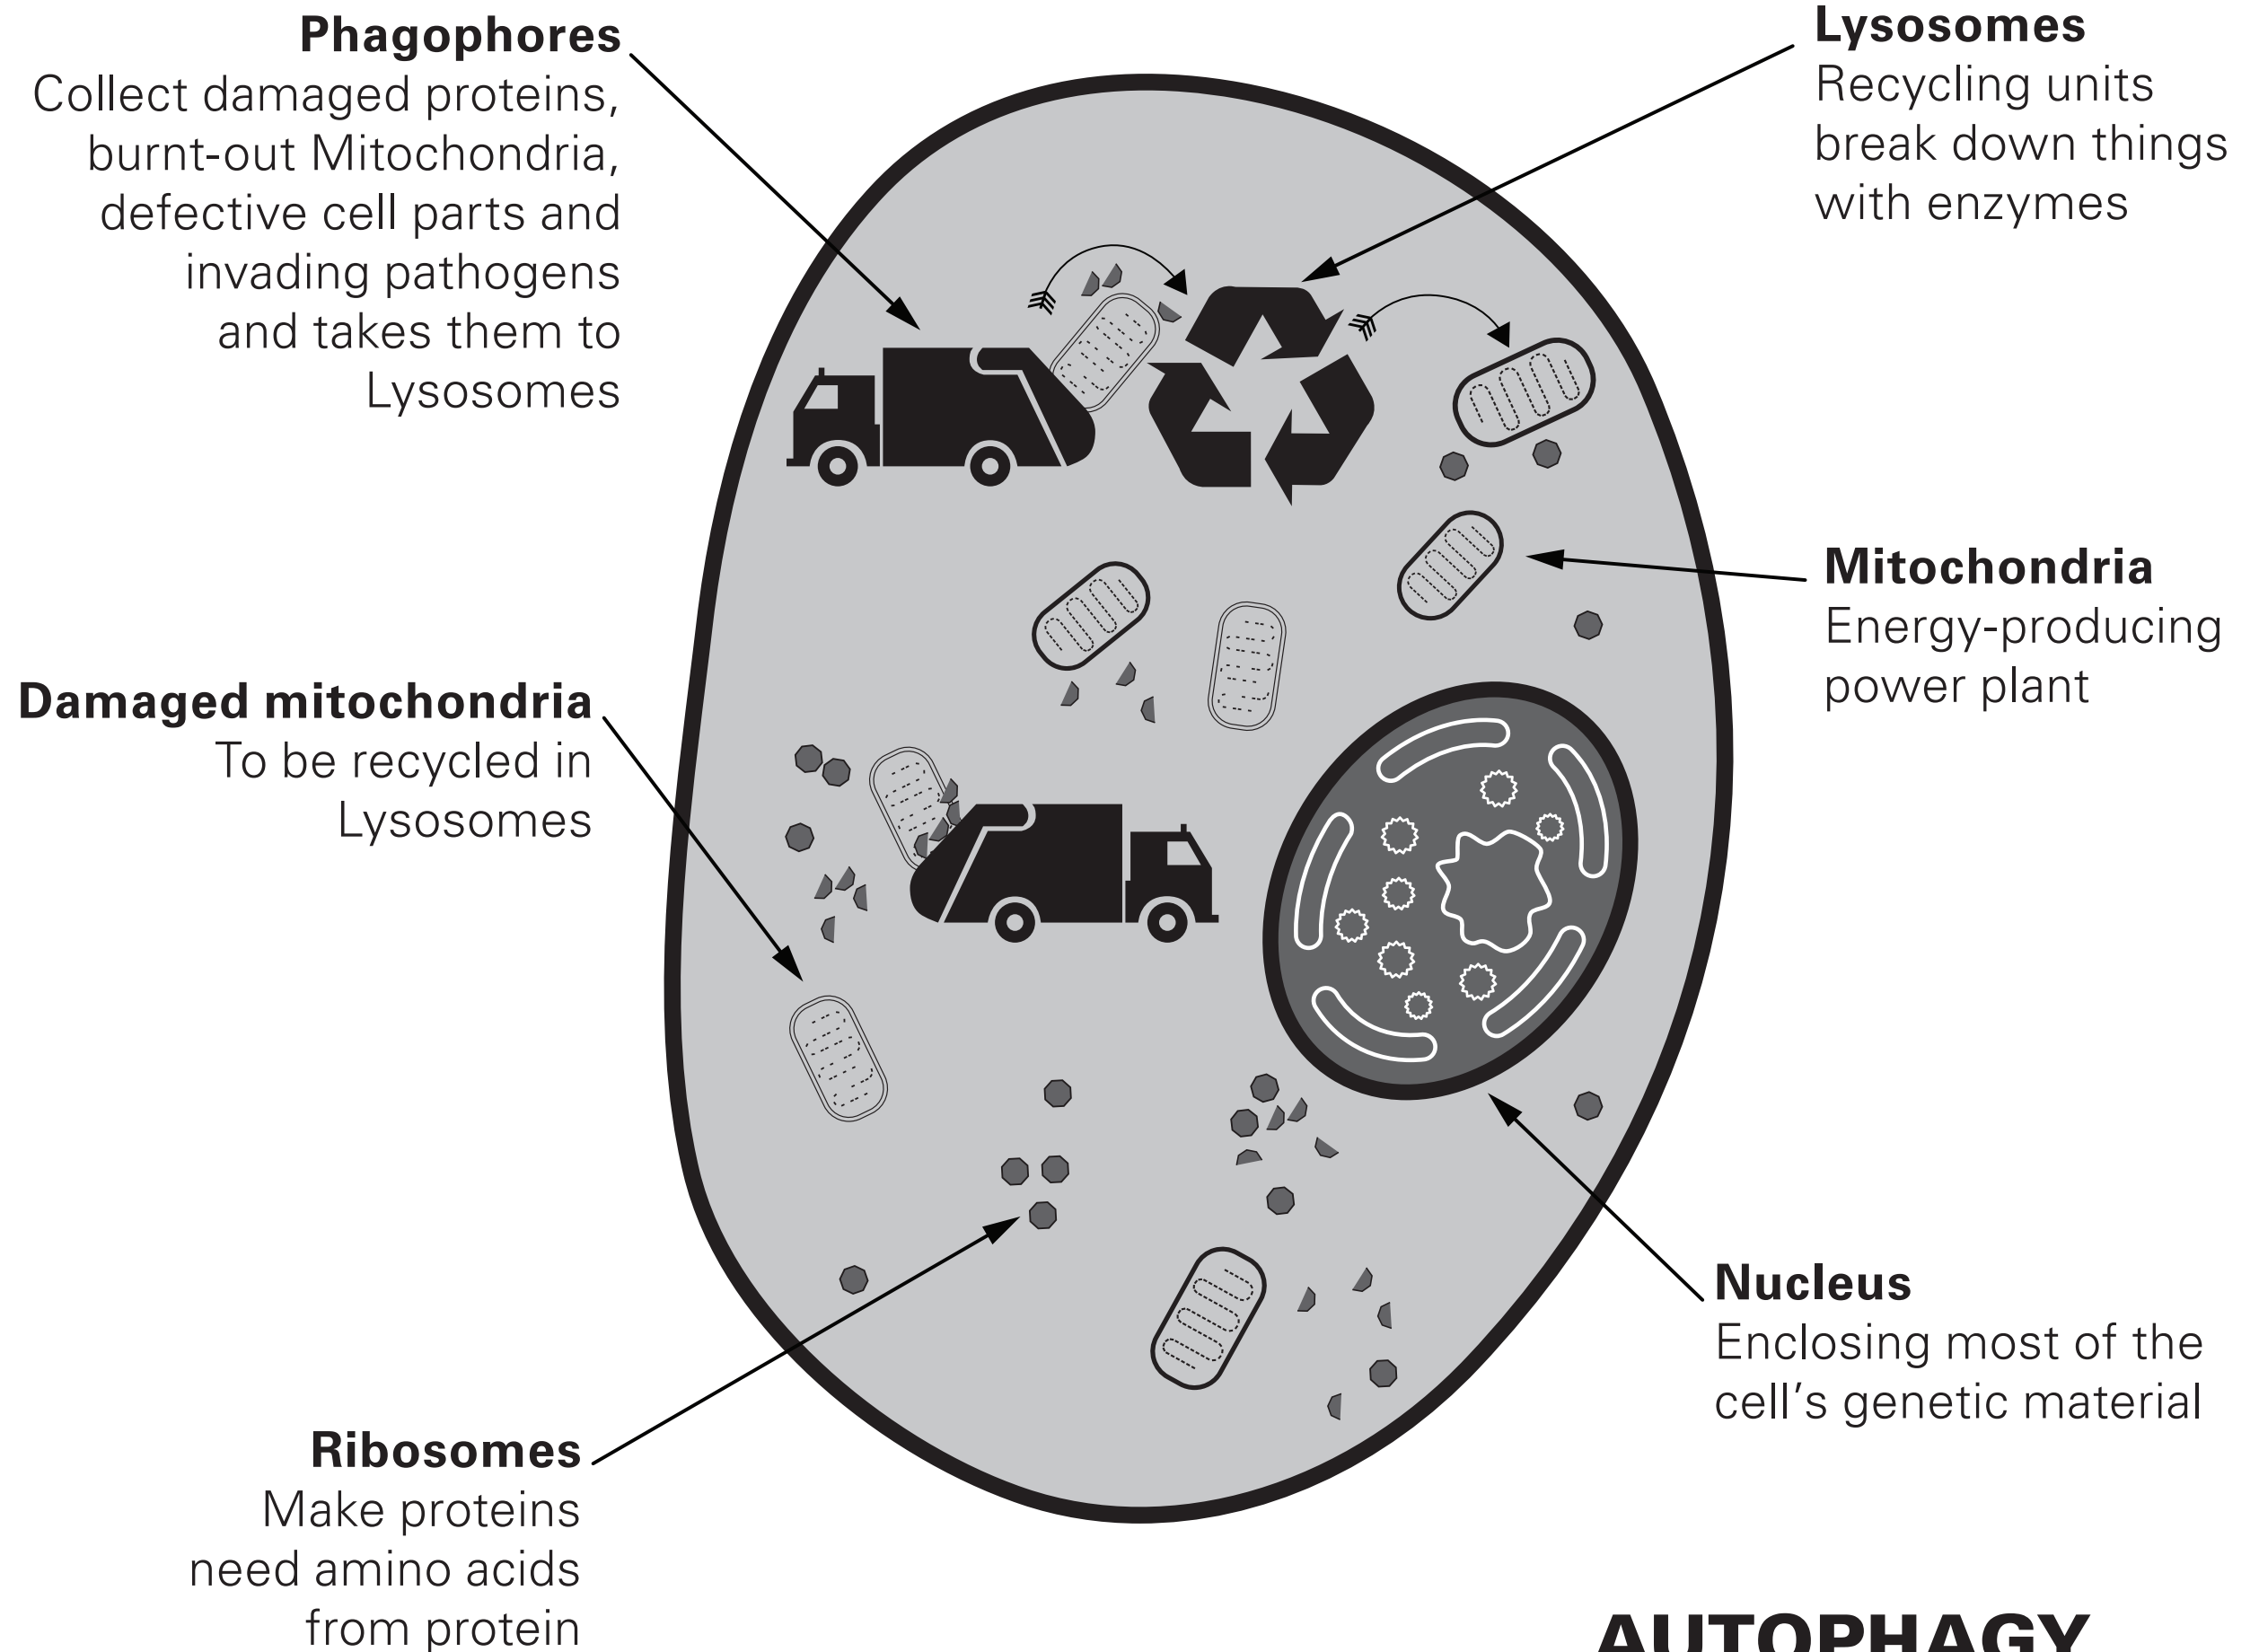 Phagophores
Collect damaged proteins,
burnt-out Mitochondria,
defective cell parts and
invading pathogens
and takes them to
Lysosomes
Lysosomes
Recycling units
break down things
with enzymes
Mitochondria
Energy-producing
power plant
Damaged mitochondria
To be recycled in
Lysosomes
Nucleus
Enclosing most of the
cell’s genetic material
Ribosomes
Make proteins
need amino acids
from protein
AUTOPHAGY